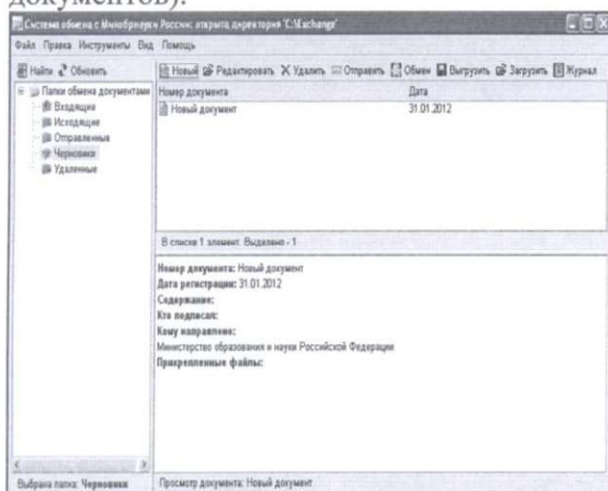 документов).
Система обмена с Минобрнауки России: открыта директория 'C:\Exchange'
Файл Правка Инструменты Вид Помощь
Найти Обновить
Новый Редактировать Удалить Отправить Обмен Выгрузить Загрузить Журнал
Папки обмена документами
Входящие
Исходящие
Отправленные
Черновики
Удаленные
Номер документа Дата
Новый документ 31.01.2012
В списке 1 элемент. Выделено - 1
Номер документа: Новый документ
Дата регистрации: 31.01.2012
Содержание:
Кто подписал:
Кому направлено:
Министерство образования и науки Российской Федерации
Прикрепленные файлы:
Выбрана папка: Черновики
Просмотр документа: Новый документ